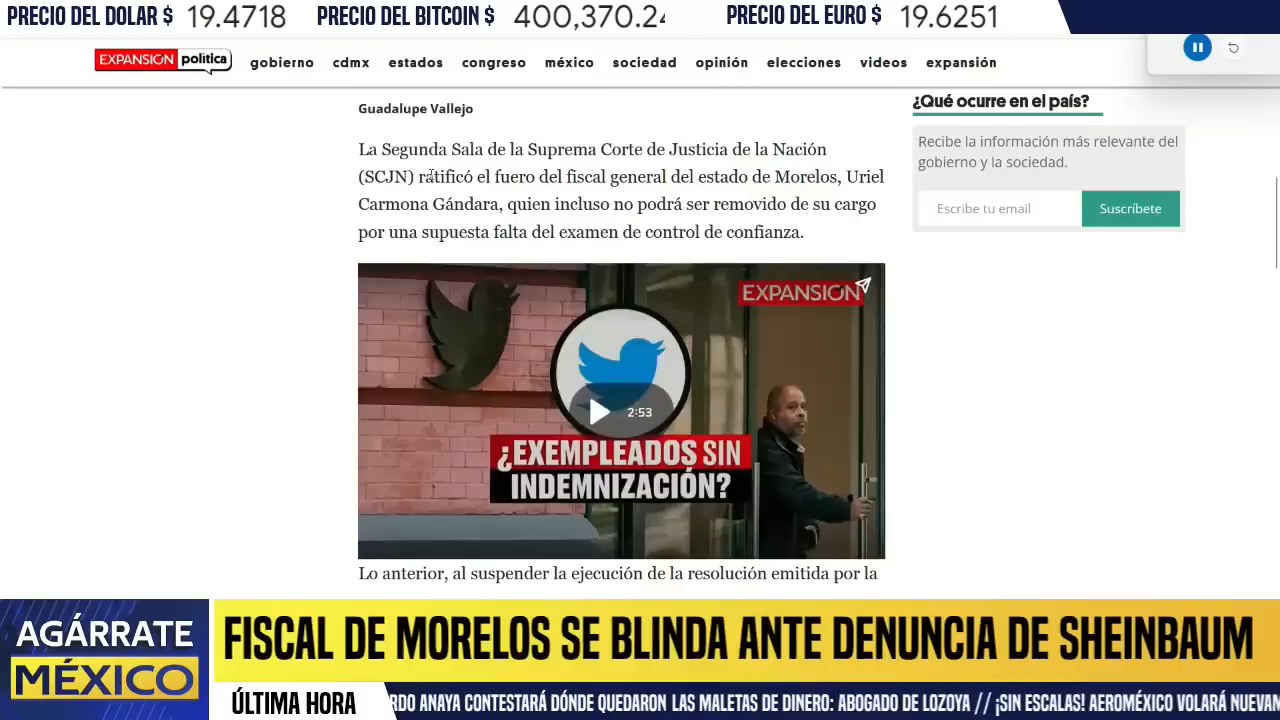 PRECIO DEL DOLAR $ 19.4718 PRECIO DEL BITCOIN $ 400,370.24 PRECIO DEL EURO $ 19.6251
EXPANSIÓN política gobierno cdmx estados congreso méxico sociedad opinión elecciones videos expansión
Guadalupe Vallejo
La Segunda Sala de la Suprema Corte de Justicia de la Nación
(SCJN) ratificó el fuero del fiscal general del estado de Morelos, Uriel
Carmona Gándara, quien incluso no podrá ser removido de su cargo
por una supuesta falta del examen de control de confianza.
¿Qué ocurre en el país?
Recibe la información más relevante del
gobierno y la sociedad.
Escribe tu email Suscríbete
EXPANSIÓN
2:53
¿EXEMPLEADOS SIN
INDEMNIZACIÓN?
Lo anterior, al suspender la ejecución de la resolución emitida por la
AGÁRRATE
MÉXICO
FISCAL DE MORELOS SE BLINDA ANTE DENUNCIA DE SHEINBAUM
ÚLTIMA HORA RDO ANAYA CONTESTARÁ DÓNDE QUEDARON LAS MALETAS DE DINERO: ABOGADO DE LOZOYA // ¡SIN ESCALAS! AEROMÉXICO VOLARÁ NUEVAM